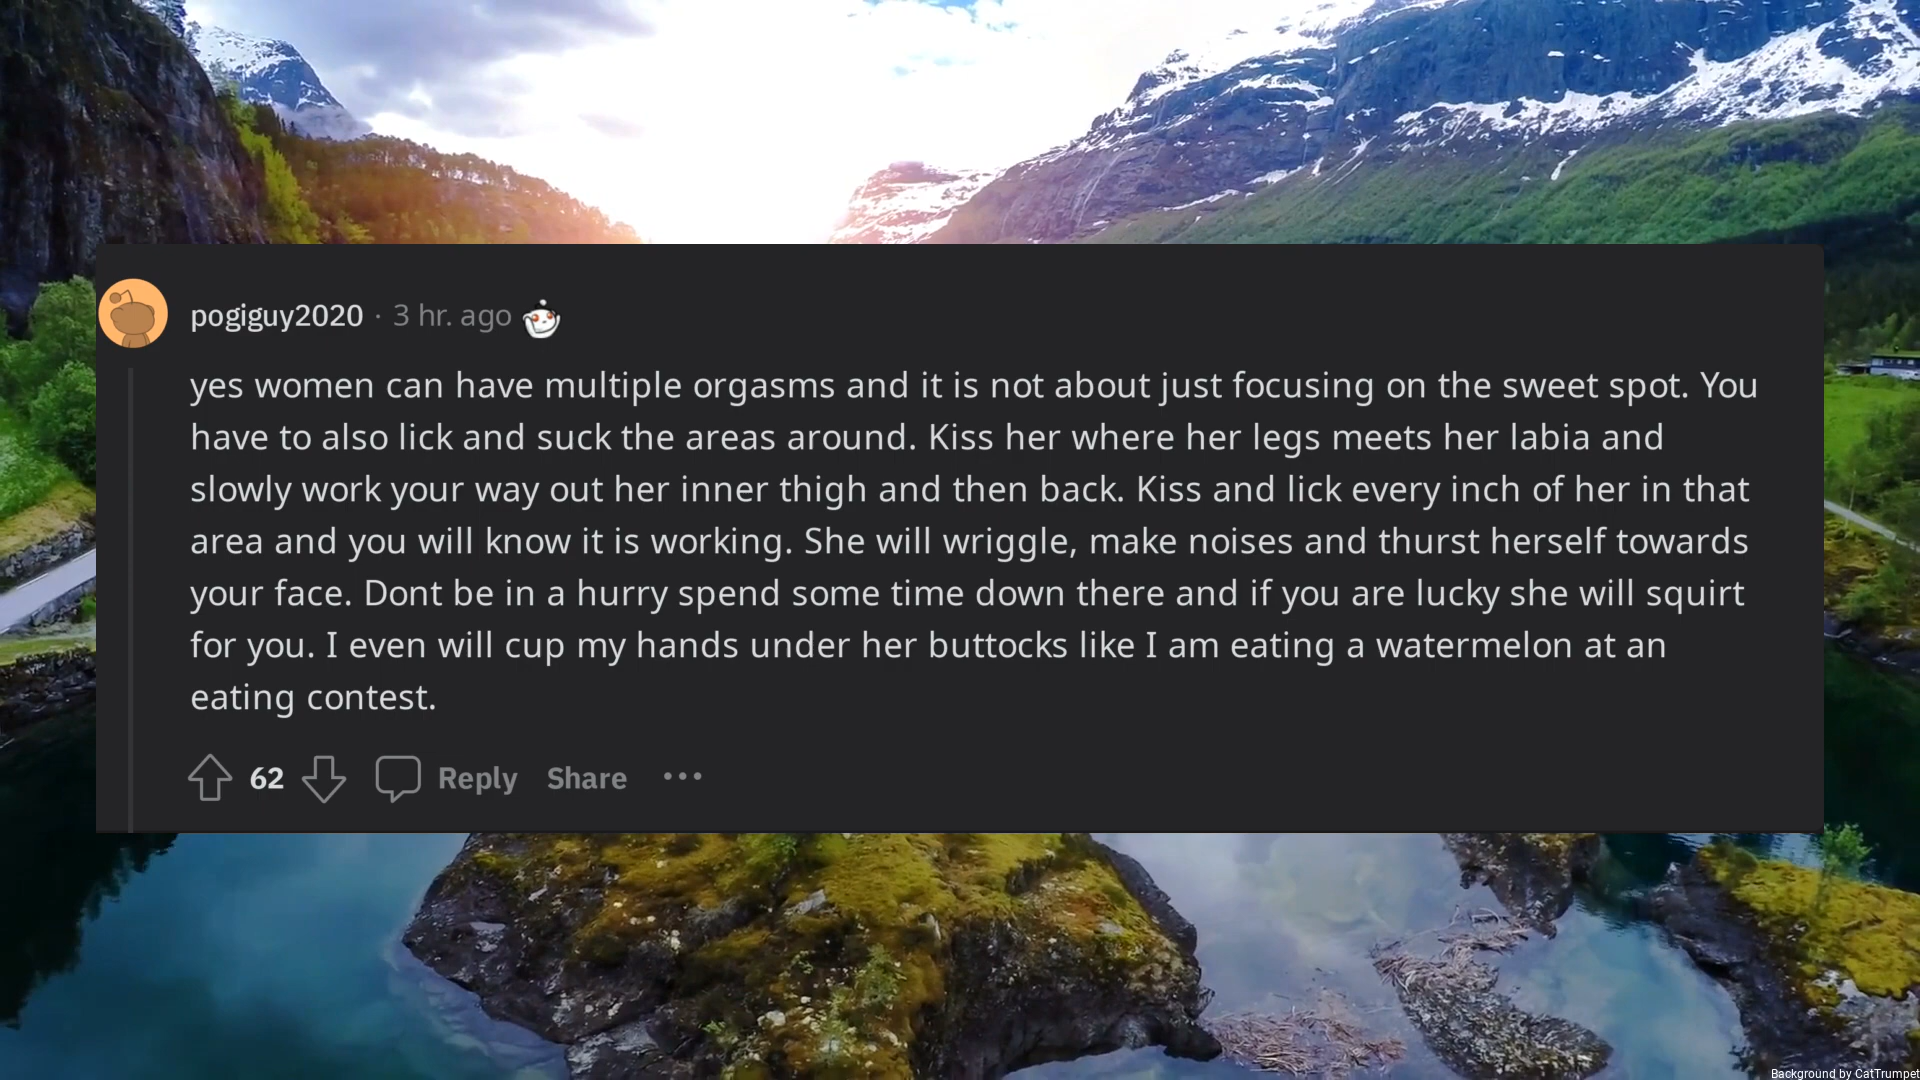 pogiguy2020 · 3 hr. ago
yes women can have multiple orgasms and it is not about just focusing on the sweet spot. You
have to also lick and suck the areas around. Kiss her where her legs meets her labia and
slowly work your way out her inner thigh and then back. Kiss and lick every inch of her in that
area and you will know it is working. She will wriggle, make noises and thurst herself towards
your face. Dont be in a hurry spend some time down there and if you are lucky she will squirt
for you. I even will cup my hands under her buttocks like I am eating a watermelon at an
eating contest.
62 Reply Share ···
Background by CatTrumpet